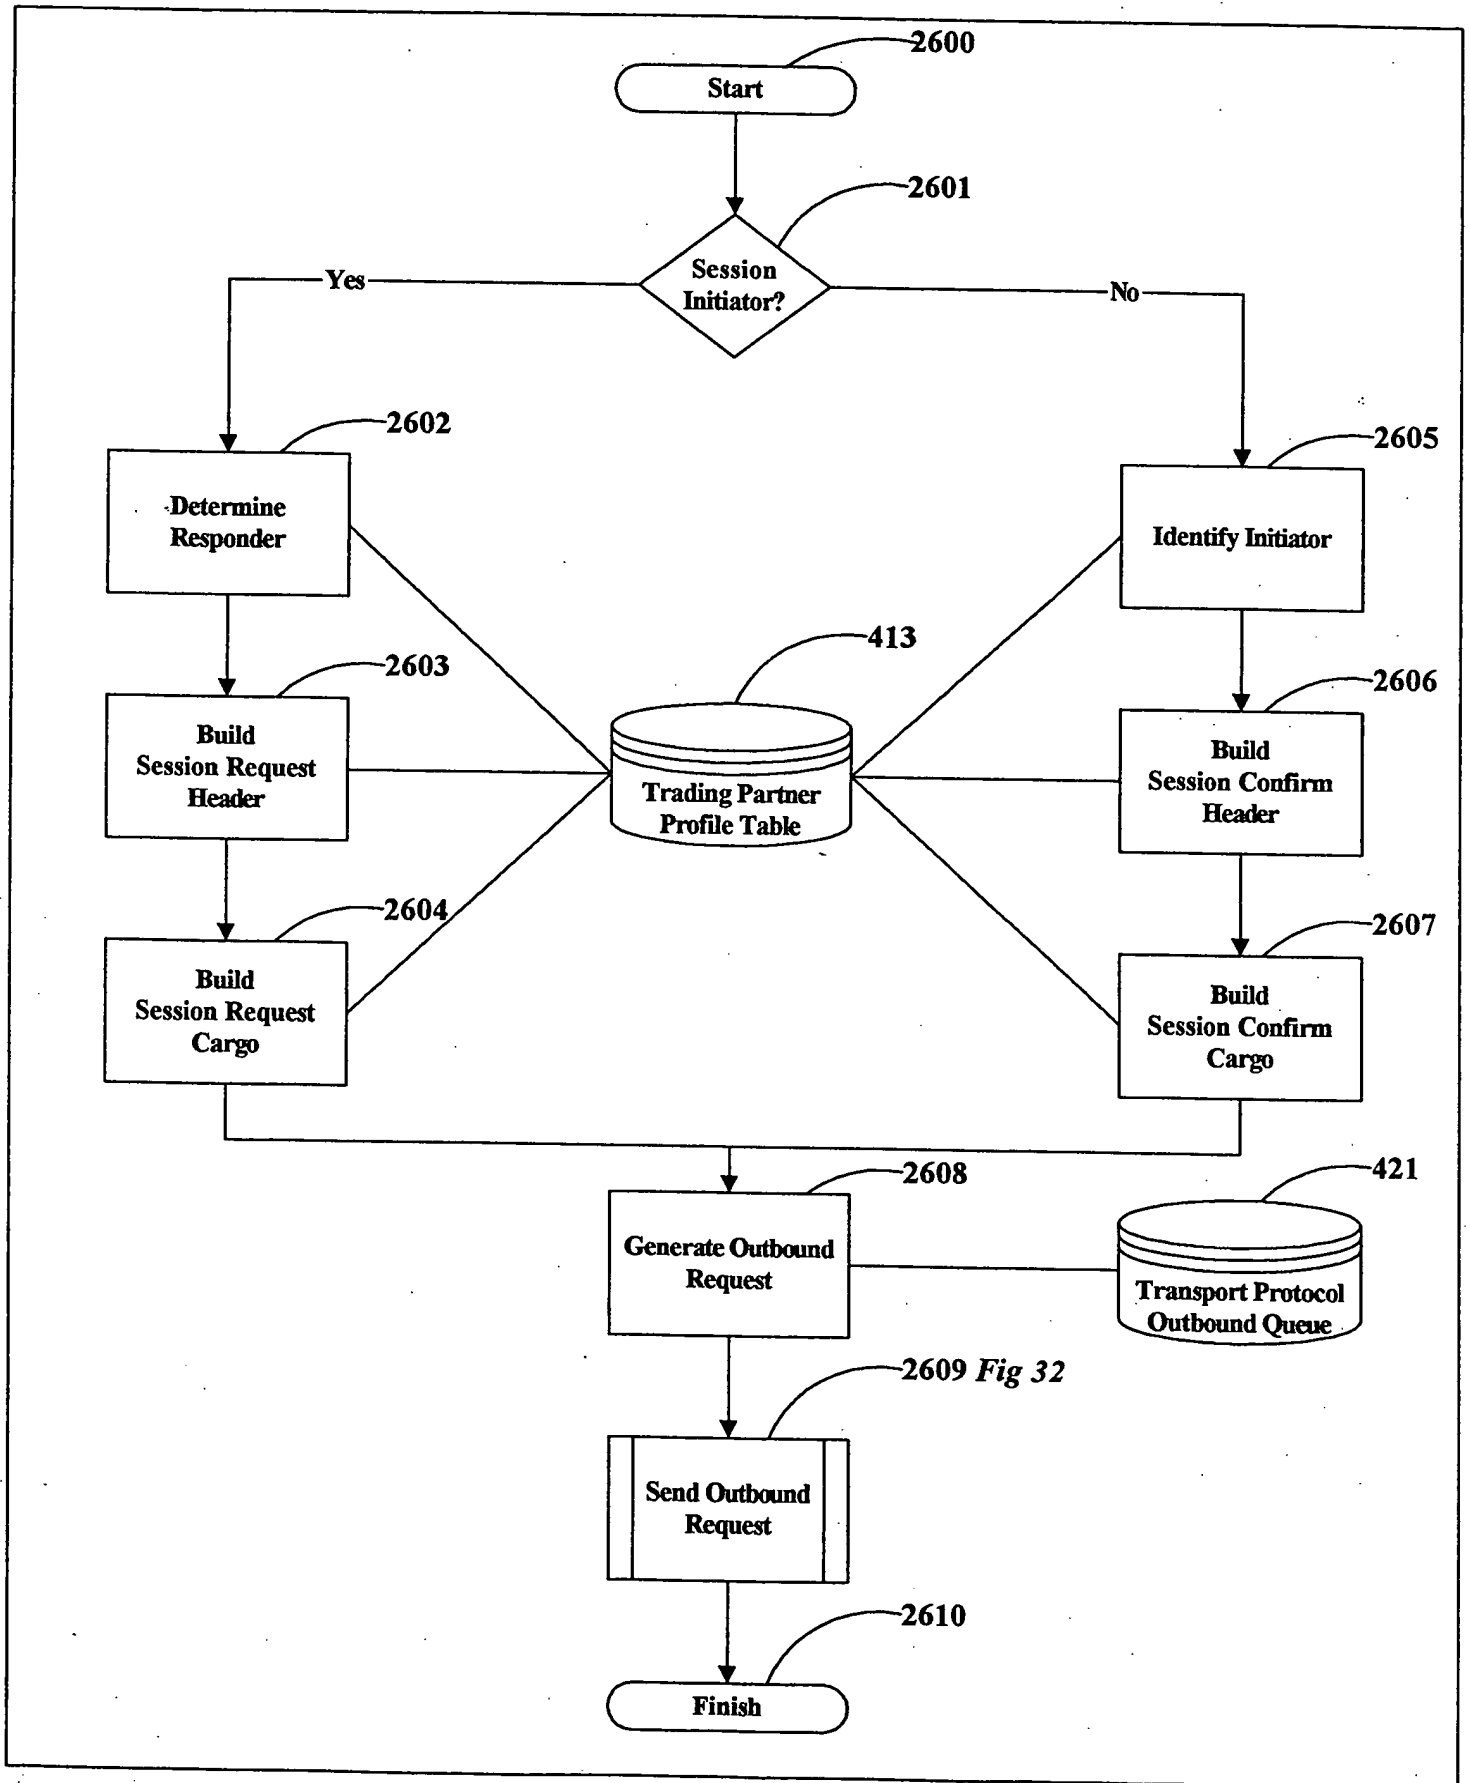 2600
Start
2601
Session
Initiator?
Yes
No
2602
2605
Determine
Responder
Identify Initiator
413
2603
2606
Build
Session Request
Header
Trading Partner
Profile Table
Build
Session Confirm
Header
2604
2607
Build
Session Request
Cargo
Build
Session Confirm
Cargo
2608
421
Generate Outbound
Request
Transport Protocol
Outbound Queue
2609 Fig 32
Send Outbound
Request
2610
Finish